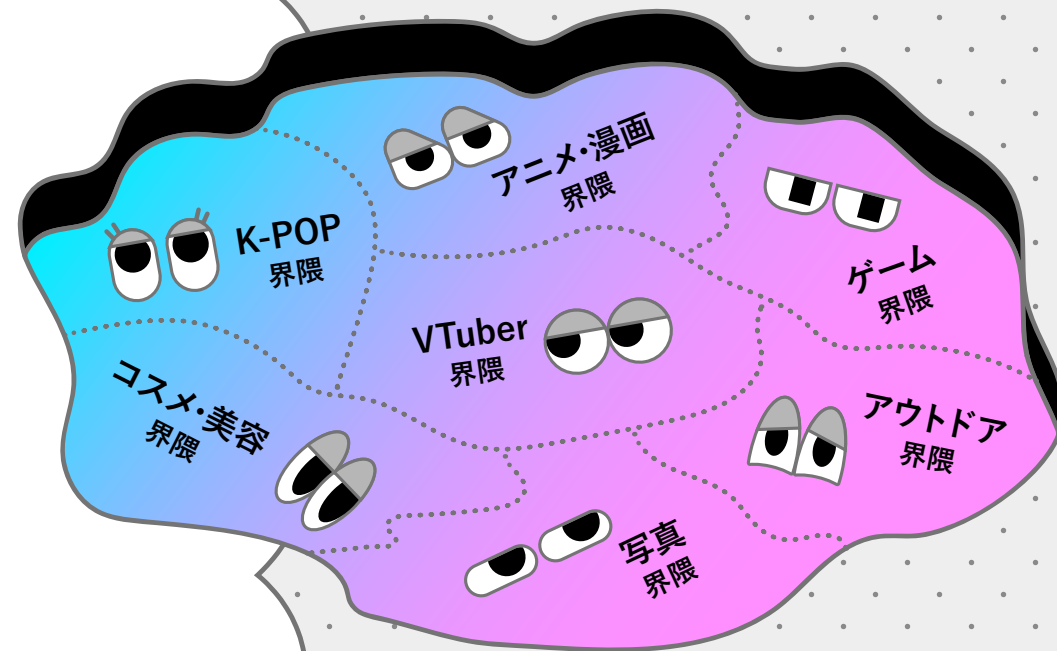 アニメ・漫画
界隈
K-POP
界隈
ゲーム
界隈
VTuber
界隈
コスメ・美容
界隈
アウトドア
界隈
写真
界隈